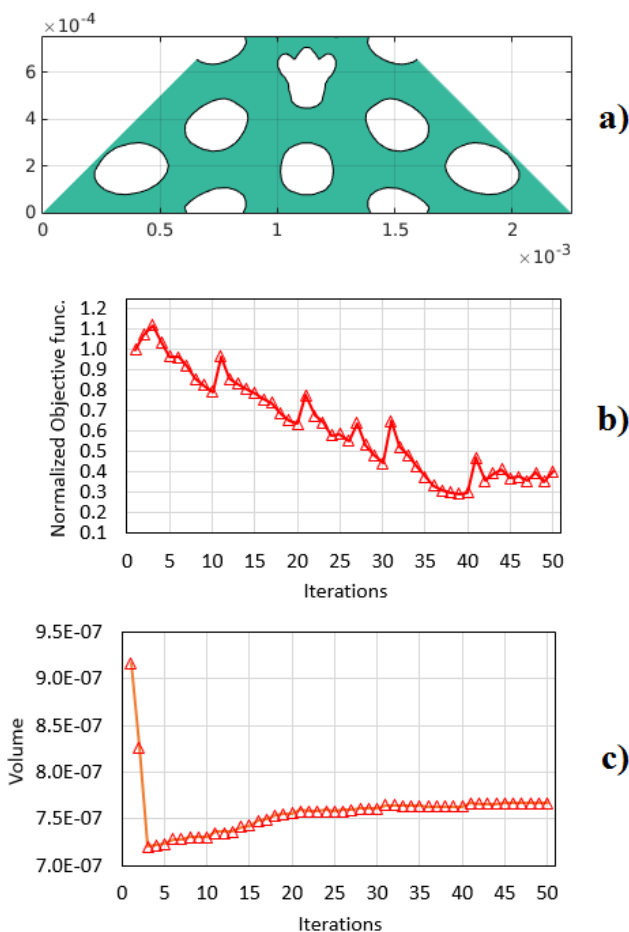 ×10⁻⁴
6
4
2
0
0 0.5 1 1.5 2
×10⁻³
a)
Normalized Objective func.
1.2
1.1
1.0
0.9
0.8
0.7
0.6
0.5
0.4
0.3
0.2
0.1
0 5 10 15 20 25 30 35 40 45 50
Iterations
b)
Volume
9.5E-07
9.0E-07
8.5E-07
8.0E-07
7.5E-07
7.0E-07
0 5 10 15 20 25 30 35 40 45 50
Iterations
c)